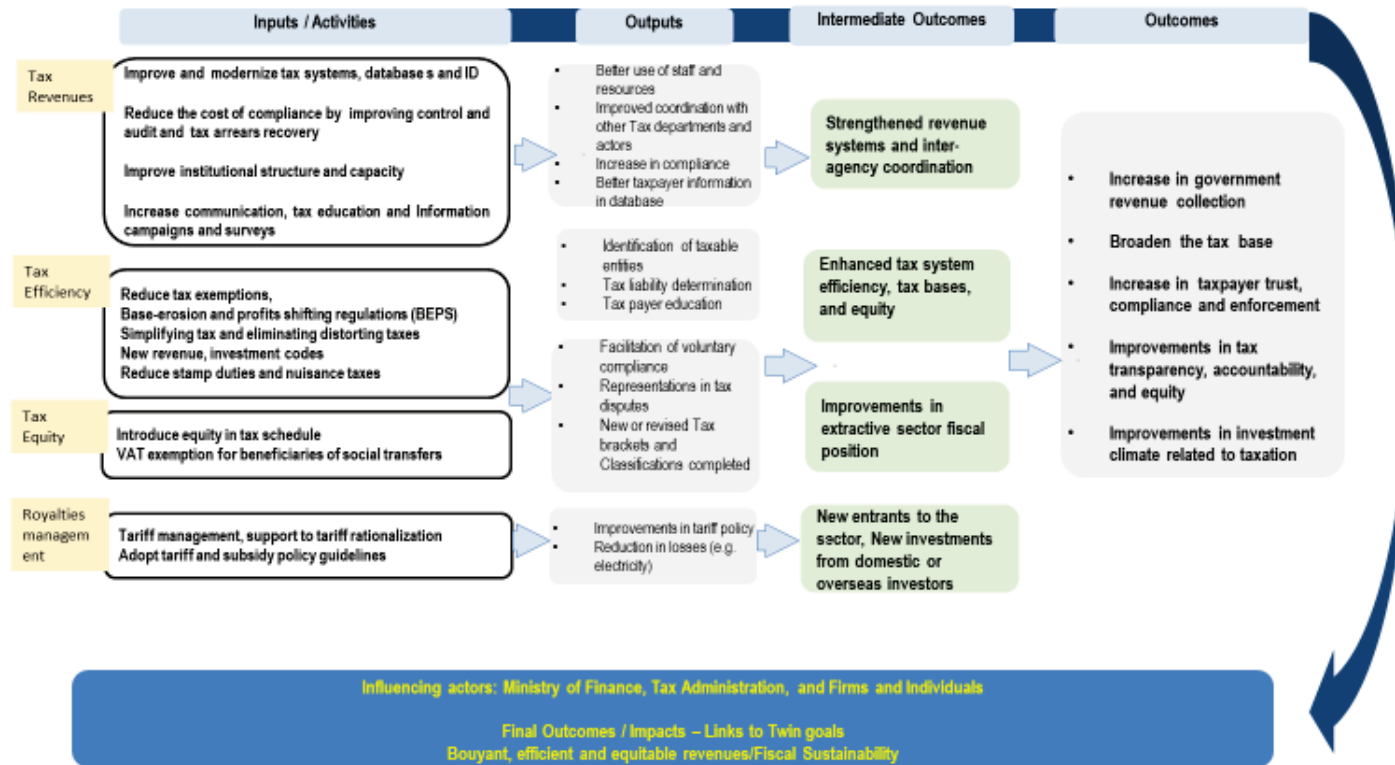 Inputs / Activities
Outputs
Intermediate Outcomes
Outcomes
Tax
Revenues
Improve and modernize tax systems, database s and ID
Reduce the cost of compliance by improving control and
audit and tax arrears recovery
Improve institutional structure and capacity
Increase communication, tax education and Information
campaigns and surveys
▪ Better use of staff and
resources
▪ Improved coordination with
other Tax departments and
actors
▪ Increase in compliance
▪ Better taxpayer information
in database
Strengthened revenue
systems and inter-
agency coordination
Tax
Efficiency
Reduce tax exemptions,
Base-erosion and profits shifting regulations (BEPS)
Simplifying tax and eliminating distorting taxes
New revenue, investment codes
Reduce stamp duties and nuisance taxes
▪ Identification of taxable
entities
▪ Tax liability determination
▪ Tax payer education
Enhanced tax system
efficiency, tax bases,
and equity
Tax
Equity
Introduce equity in tax schedule
VAT exemption for beneficiaries of social transfers
▪ Facilitation of voluntary
compliance
▪ Representations in tax
disputes
▪ New or revised Tax
brackets and
Classifications completed
Improvements in
extractive sector fiscal
position
Royalties
managem
ent
Tariff management, support to tariff rationalization
Adopt tariff and subsidy policy guidelines
▪ Improvements in tariff policy
▪ Reduction in losses (e.g.
electricity)
New entrants to the
sector, New investments
from domestic or
overseas investors
• Increase in government
revenue collection
• Broaden the tax base
• Increase in taxpayer trust,
compliance and enforcement
• Improvements in tax
transparency, accountability,
and equity
• Improvements in investment
climate related to taxation
Influencing actors: Ministry of Finance, Tax Administration, and Firms and Individuals
Final Outcomes / Impacts – Links to Twin goals
Bouyant, efficient and equitable revenues/Fiscal Sustainability